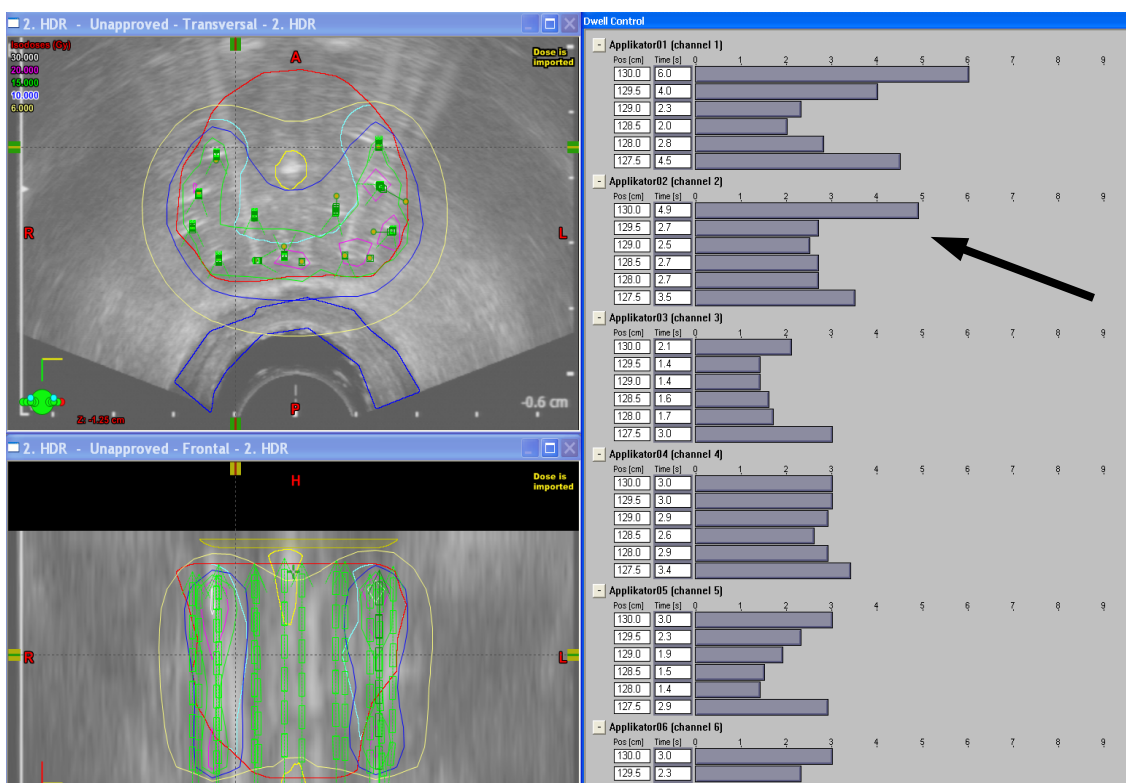 2. HDR - Unapproved - Transversal - 2. HDR
Isodoses (Gy)
30.000
20.000
15.000
10.000
6.000
Dose is
imported
A
R
L
P
Z: -1.25 cm
-0.6 cm
2. HDR - Unapproved - Frontal - 2. HDR
Dose is
imported
H
R
L
Dwell Control
- Applikator01 (channel 1)
Pos [cm] Time [s] 0 1 2 3 4 5 6 7 8 9
130.0 6.0
129.5 4.0
129.0 2.3
128.5 2.0
128.0 2.8
127.5 4.5
- Applikator02 (channel 2)
Pos [cm] Time [s] 0 1 2 3 4 5 6 7 8 9
130.0 4.9
129.5 2.7
129.0 2.5
128.5 2.7
128.0 2.7
127.5 3.5
- Applikator03 (channel 3)
Pos [cm] Time [s] 0 1 2 3 4 5 6 7 8 9
130.0 2.1
129.5 1.4
129.0 1.4
128.5 1.6
128.0 1.7
127.5 3.0
- Applikator04 (channel 4)
Pos [cm] Time [s] 0 1 2 3 4 5 6 7 8 9
130.0 3.0
129.5 3.0
129.0 2.9
128.5 2.6
128.0 2.9
127.5 3.4
- Applikator05 (channel 5)
Pos [cm] Time [s] 0 1 2 3 4 5 6 7 8 9
130.0 3.0
129.5 2.3
129.0 1.9
128.5 1.5
128.0 1.4
127.5 2.9
- Applikator06 (channel 6)
Pos [cm] Time [s] 0 1 2 3 4 5 6 7 8 9
130.0 3.0
129.5 2.3